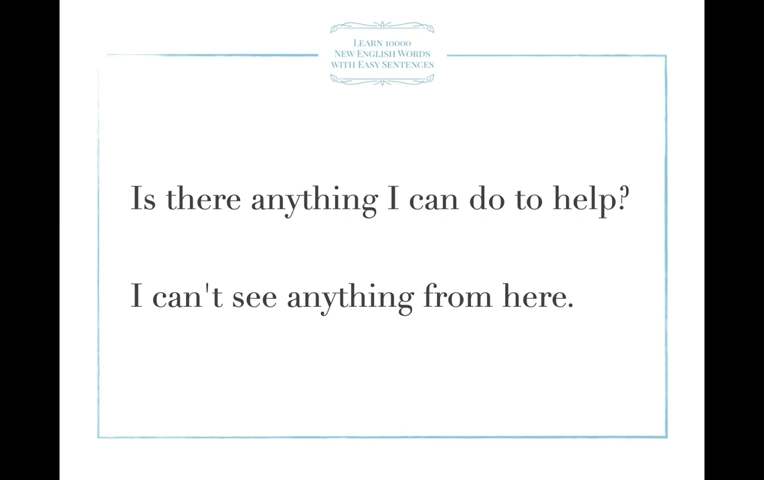 Learn 10000
New English Words
with Easy Sentences
Is there anything I can do to help?
I can't see anything from here.